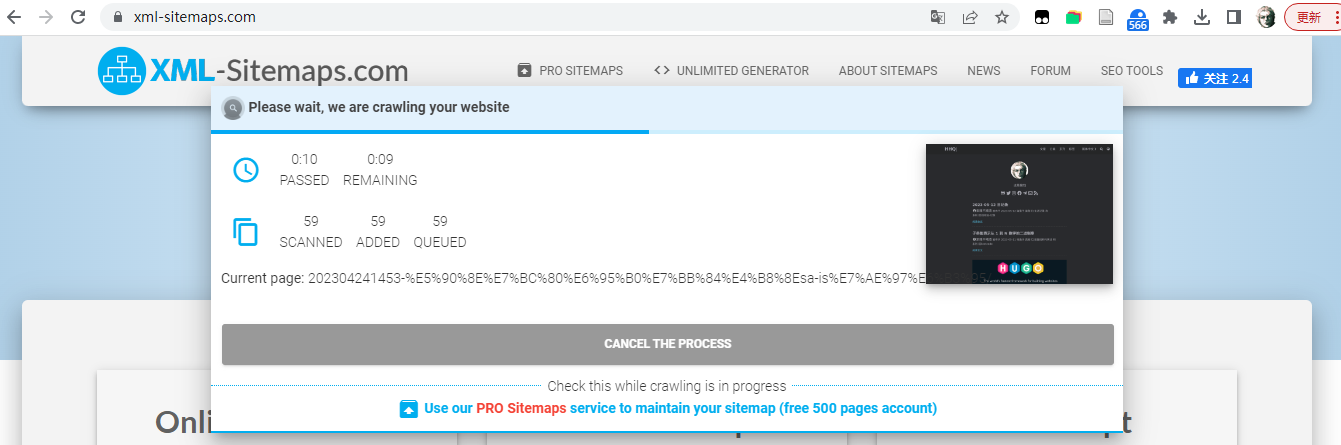 xml-sitemaps.com
更新
566
XML-Sitemaps.com
PRO SITEMAPS
UNLIMITED GENERATOR
ABOUT SITEMAPS
NEWS
FORUM
SEO TOOLS
关注 2.4
Please wait, we are crawling your website
0:10 0:09
PASSED REMAINING
59 59 59
SCANNED ADDED QUEUED
Current page: 202304241453-%E5%90%8E%E7%BC%80%E6%95%B0%E7%BB%84%E4%B8%8Esa-is%E7%AE%97%E
HUGO
CANCEL THE PROCESS
Check this while crawling is in progress
Use our PRO Sitemaps service to maintain your sitemap (free 500 pages account)
Onli
pt